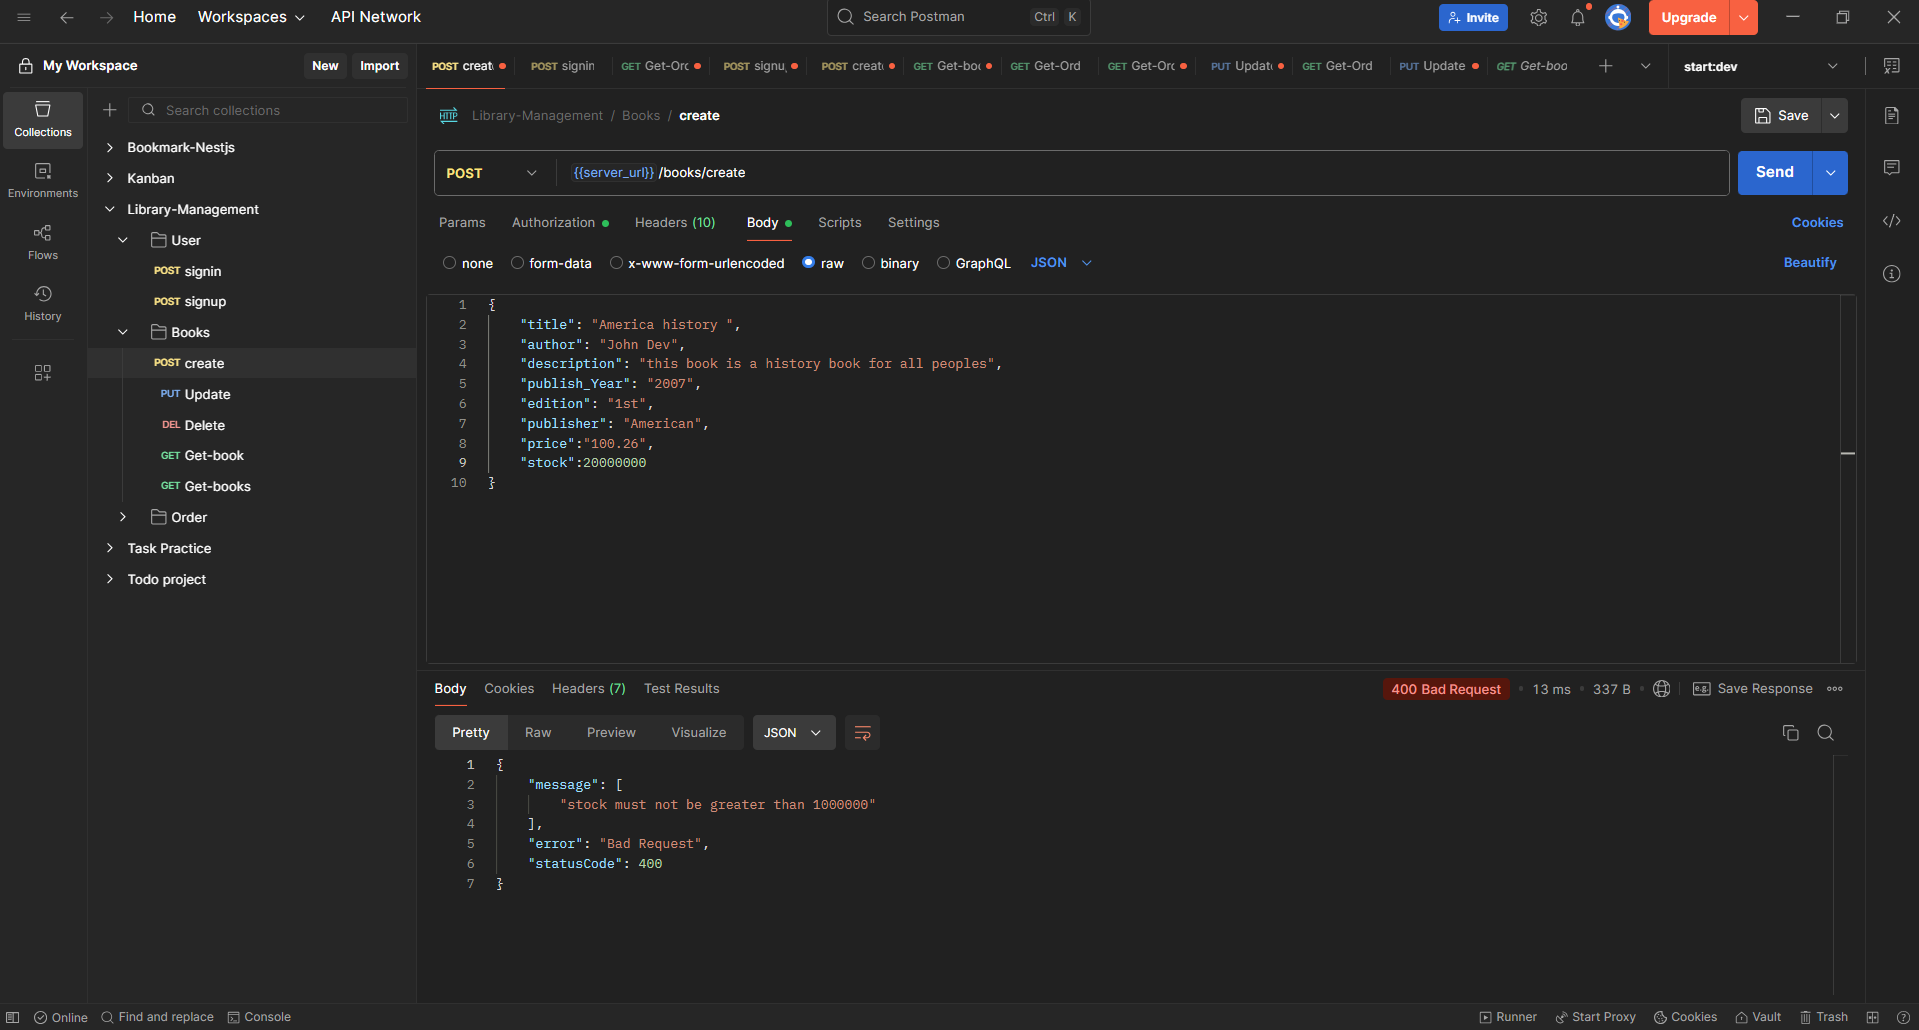 Home Workspaces API Network Search Postman Ctrl K Invite Upgrade
My Workspace New Import POST creat POST signin GET Get-Orc POST signu POST creat GET Get-boo GET Get-Ord GET Get-Orc PUT Updat GET Get-Ord PUT Update GET Get-boo start:dev
Collections
Environments
Flows
History
Search collections
Bookmark-Nestjs
Kanban
Library-Management
User
POST signin
POST signup
Books
POST create
PUT Update
DEL Delete
GET Get-book
GET Get-books
Order
Task Practice
Todo project
HTTP Library-Management / Books / create Save
POST {{server_url}} /books/create Send
Params Authorization Headers (10) Body Scripts Settings Cookies
none form-data x-www-form-urlencoded raw binary GraphQL JSON Beautify
1 {
2 "title": "America history ",
3 "author": "John Dev",
4 "description": "this book is a history book for all peoples",
5 "publish_Year": "2007",
6 "edition": "1st",
7 "publisher": "American",
8 "price":"100.26",
9 "stock":20000000
10 }
Body Cookies Headers (7) Test Results 400 Bad Request 13 ms 337 B e.g. Save Response
Pretty Raw Preview Visualize JSON
1 {
2 "message": [
3 "stock must not be greater than 1000000"
4 ],
5 "error": "Bad Request",
6 "statusCode": 400
7 }
Online Find and replace Console Runner Start Proxy Cookies Vault Trash